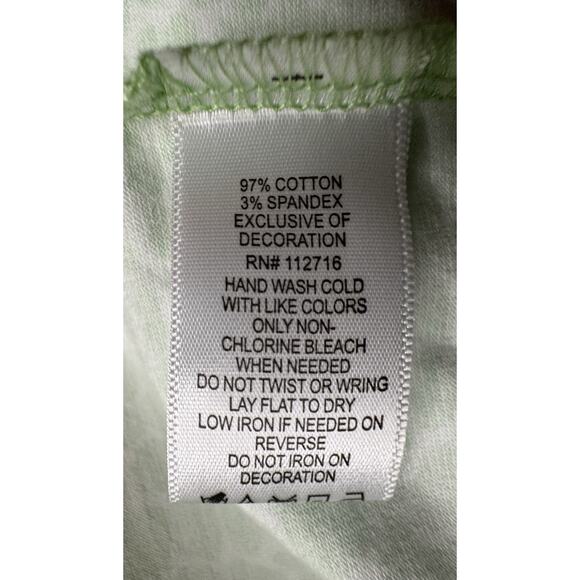 97% COTTON
3% SPANDEX
EXCLUSIVE OF
DECORATION
RN# 112716
HAND WASH COLD
WITH LIKE COLORS
ONLY NON-
CHLORINE BLEACH
WHEN NEEDED
DO NOT TWIST OR WRING
LAY FLAT TO DRY
LOW IRON IF NEEDED ON
REVERSE
DO NOT IRON ON
DECORATION